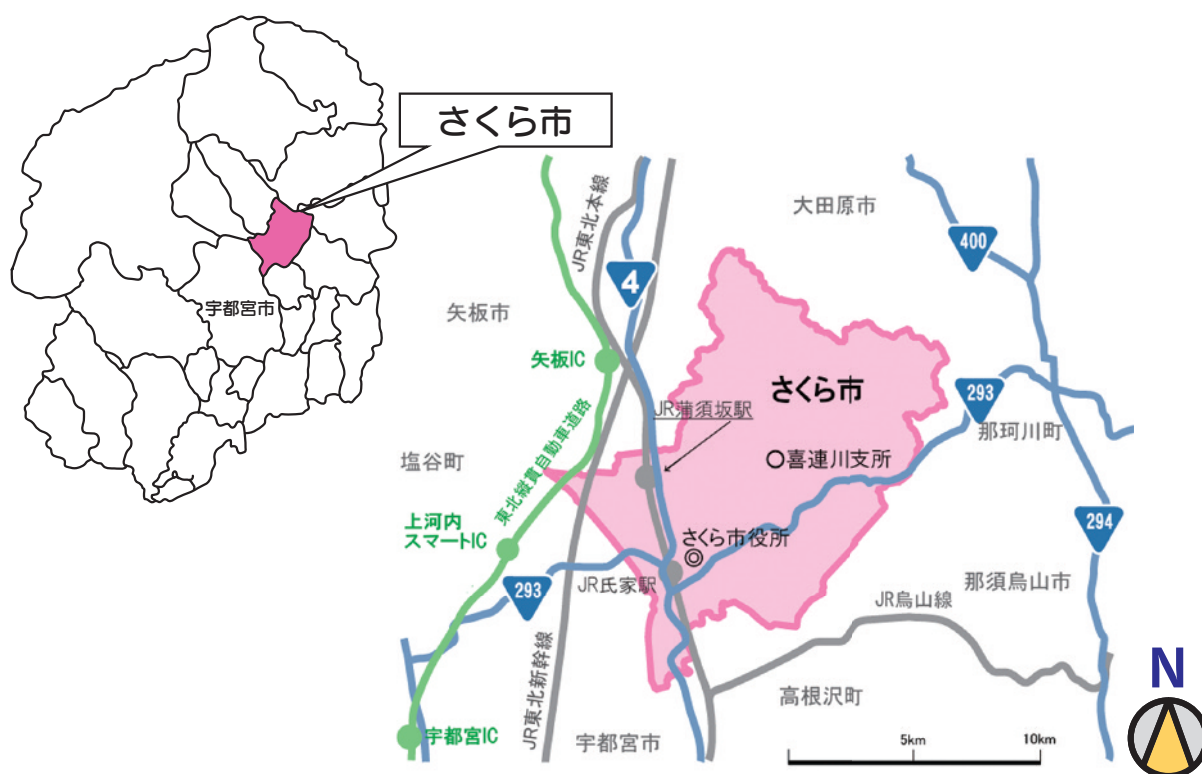 さくら市
宇都宮市
大田原市
JR東北本線
400
4
矢板市
矢板IC
さくら市
293
JR蒲須坂駅
那珂川町
東北縦貫自動車道路
塩谷町
喜連川支所
上河内
スマートIC
さくら市役所
294
293
JR氏家駅
那須烏山市
JR烏山線
JR東北新幹線
高根沢町
宇都宮IC
宇都宮市
5km
10km
N